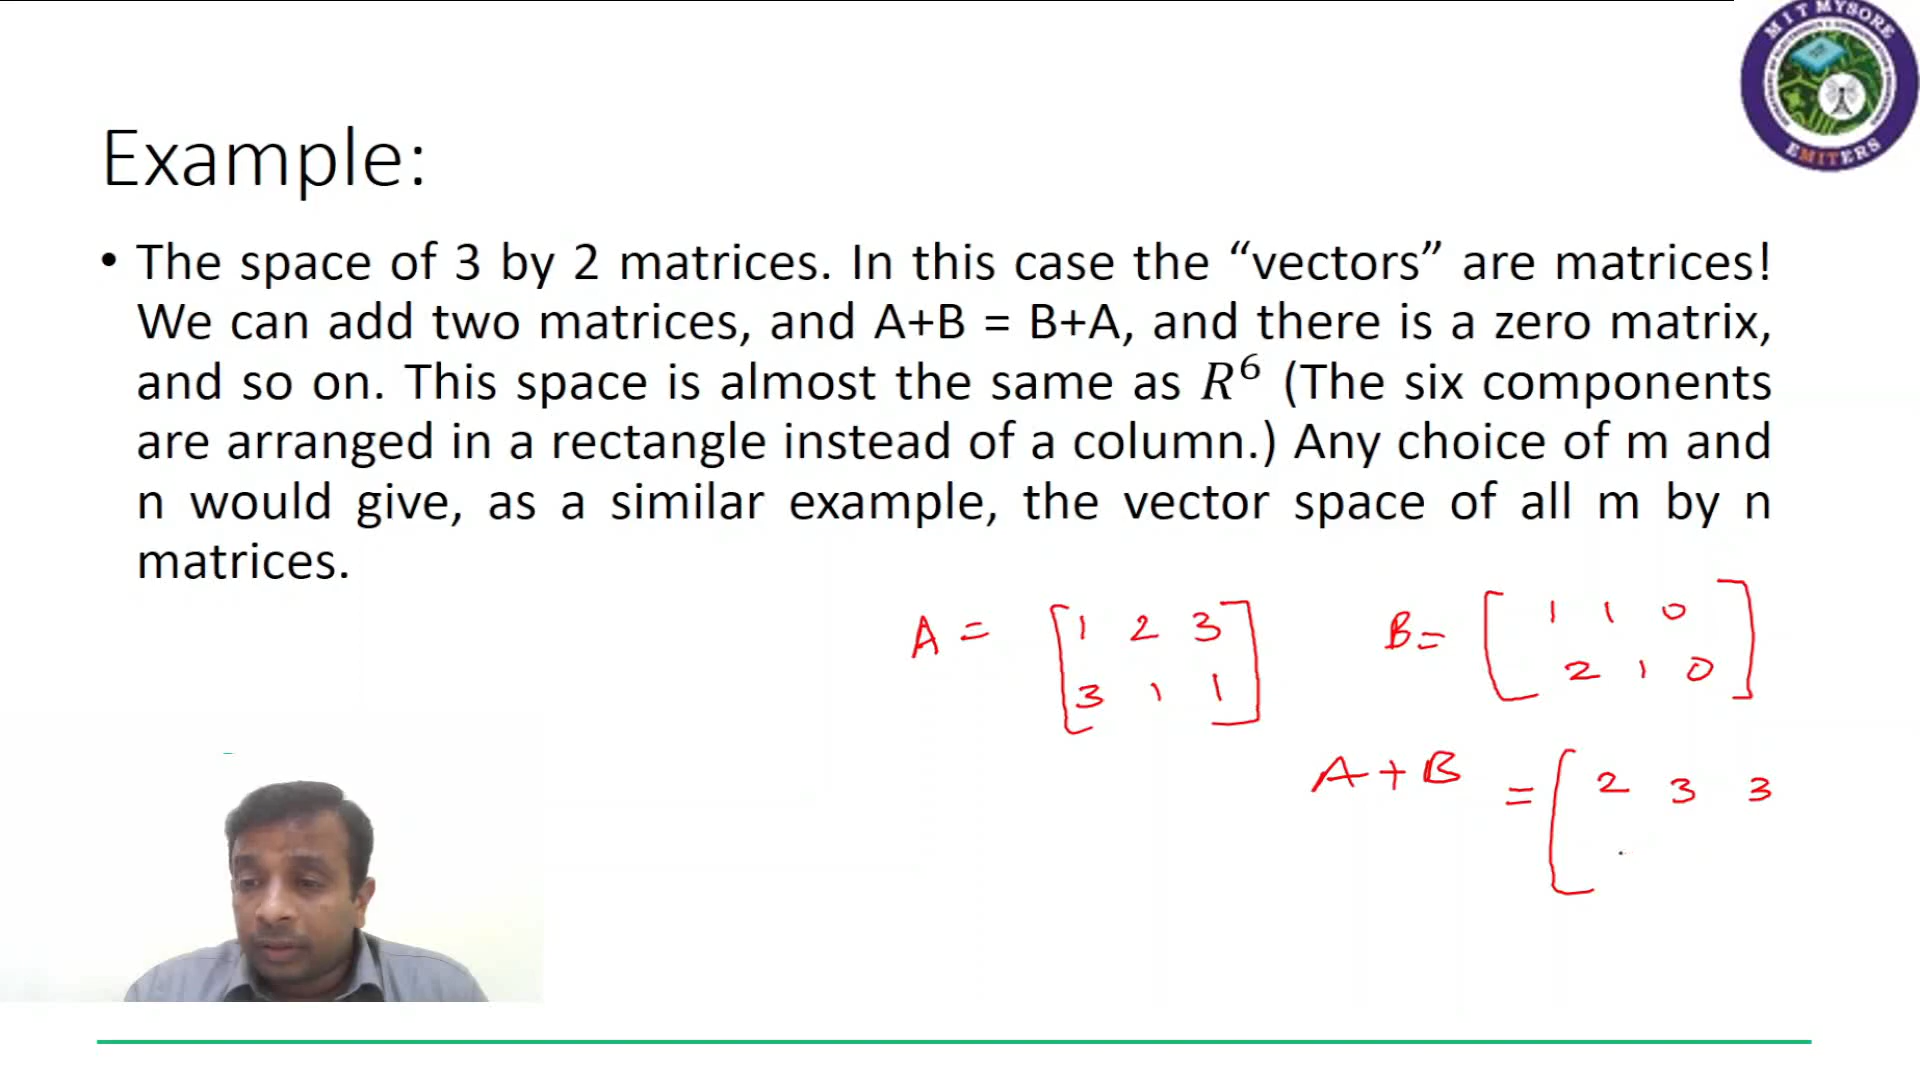 MIT MYSORE
EMITERS
Example:
• The space of 3 by 2 matrices. In this case the “vectors” are matrices!
We can add two matrices, and A+B = B+A, and there is a zero matrix,
and so on. This space is almost the same as R⁶ (The six components
are arranged in a rectangle instead of a column.) Any choice of m and
n would give, as a similar example, the vector space of all m by n
matrices.
A = [1 2 3 B = [1 1 0
3 1 1] 2 1 0]
A+B = [2 3 3